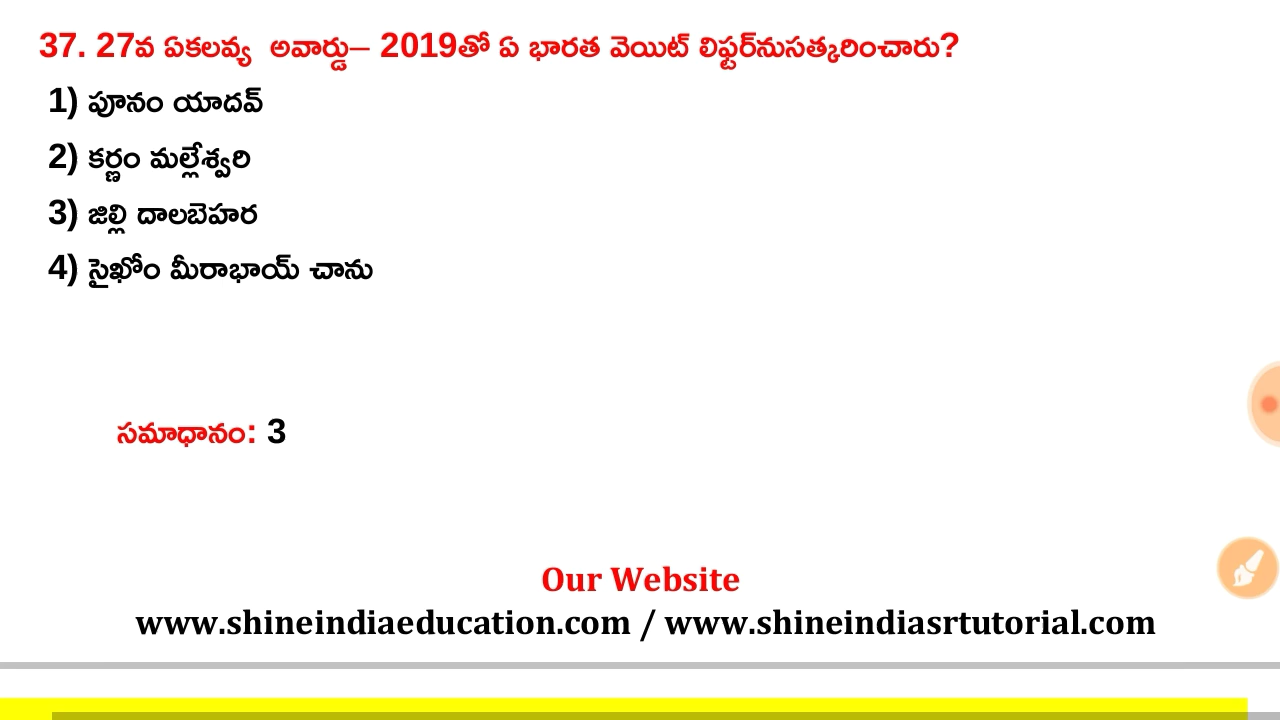 37. 27వ ఏకలవ్య అవార్డు– 2019తో ఏ భారత వెయిట్ లిఫ్టర్‌నుసత్కరించారు?
1) పూనం యాదవ్
2) కర్ణం మల్లేశ్వరి
3) జిల్లి దాలబెహర
4) సైఖోం మీరాభాయ్ చాను
సమాధానం: 3
Our Website
www.shineindiaeducation.com / www.shineindiasrtutorial.com